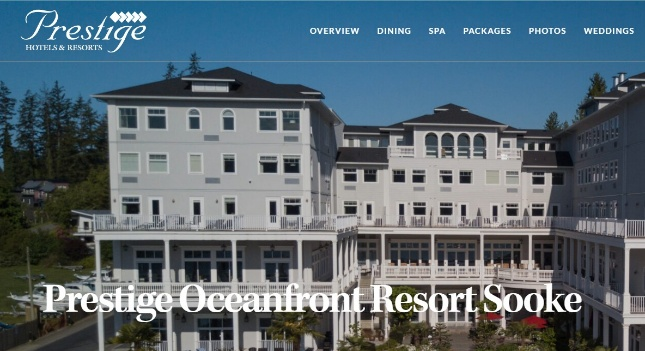 Prestige
HOTELS & RESORTS
OVERVIEW DINING SPA PACKAGES PHOTOS WEDDINGS
Prestige Oceanfront Resort Sooke